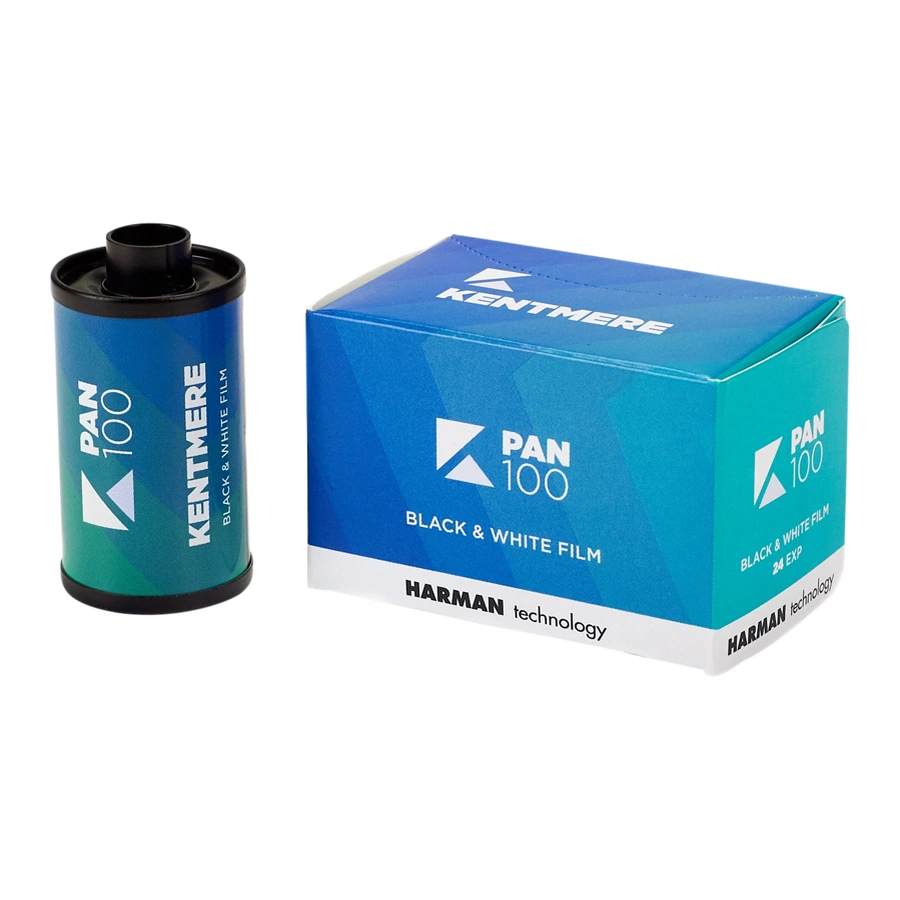 PAN
100
KENTMERE
BLACK & WHITE FILM
KENTMERE
PAN
100
BLACK & WHITE FILM
HARMAN technology
PAN
100
BLACK & WHITE FILM
24 EXP
HARMAN technology